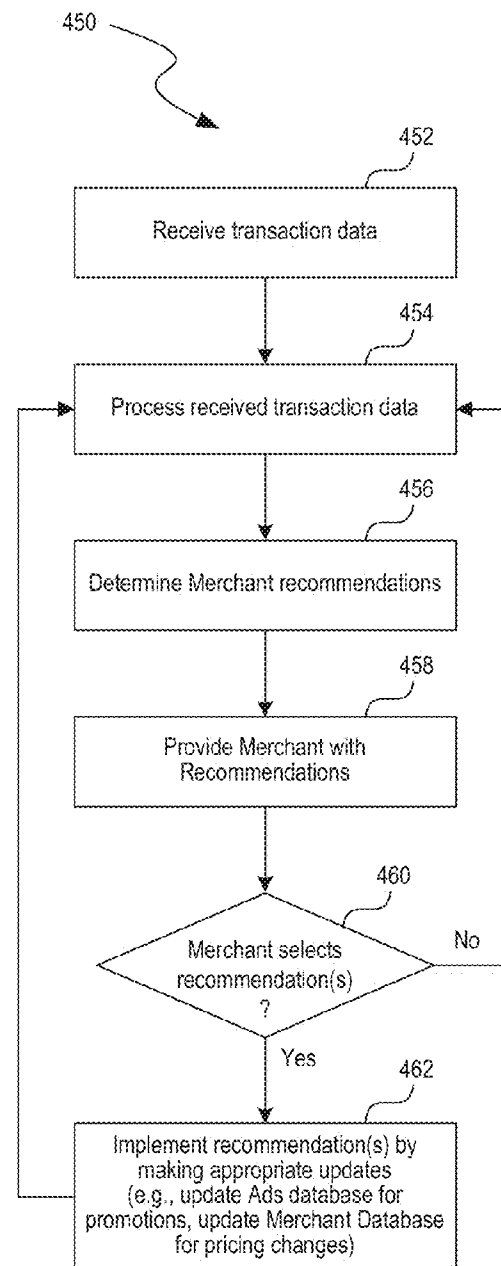 450
452
Receive transaction data
454
Process received transaction data
456
Determine Merchant recommendations
458
Provide Merchant with
Recommendations
460
Merchant selects
recommendation(s)
?
No
Yes
462
Implement recommendation(s) by
making appropriate updates
(e.g., update Ads database for
promotions, update Merchant Database
for pricing changes)